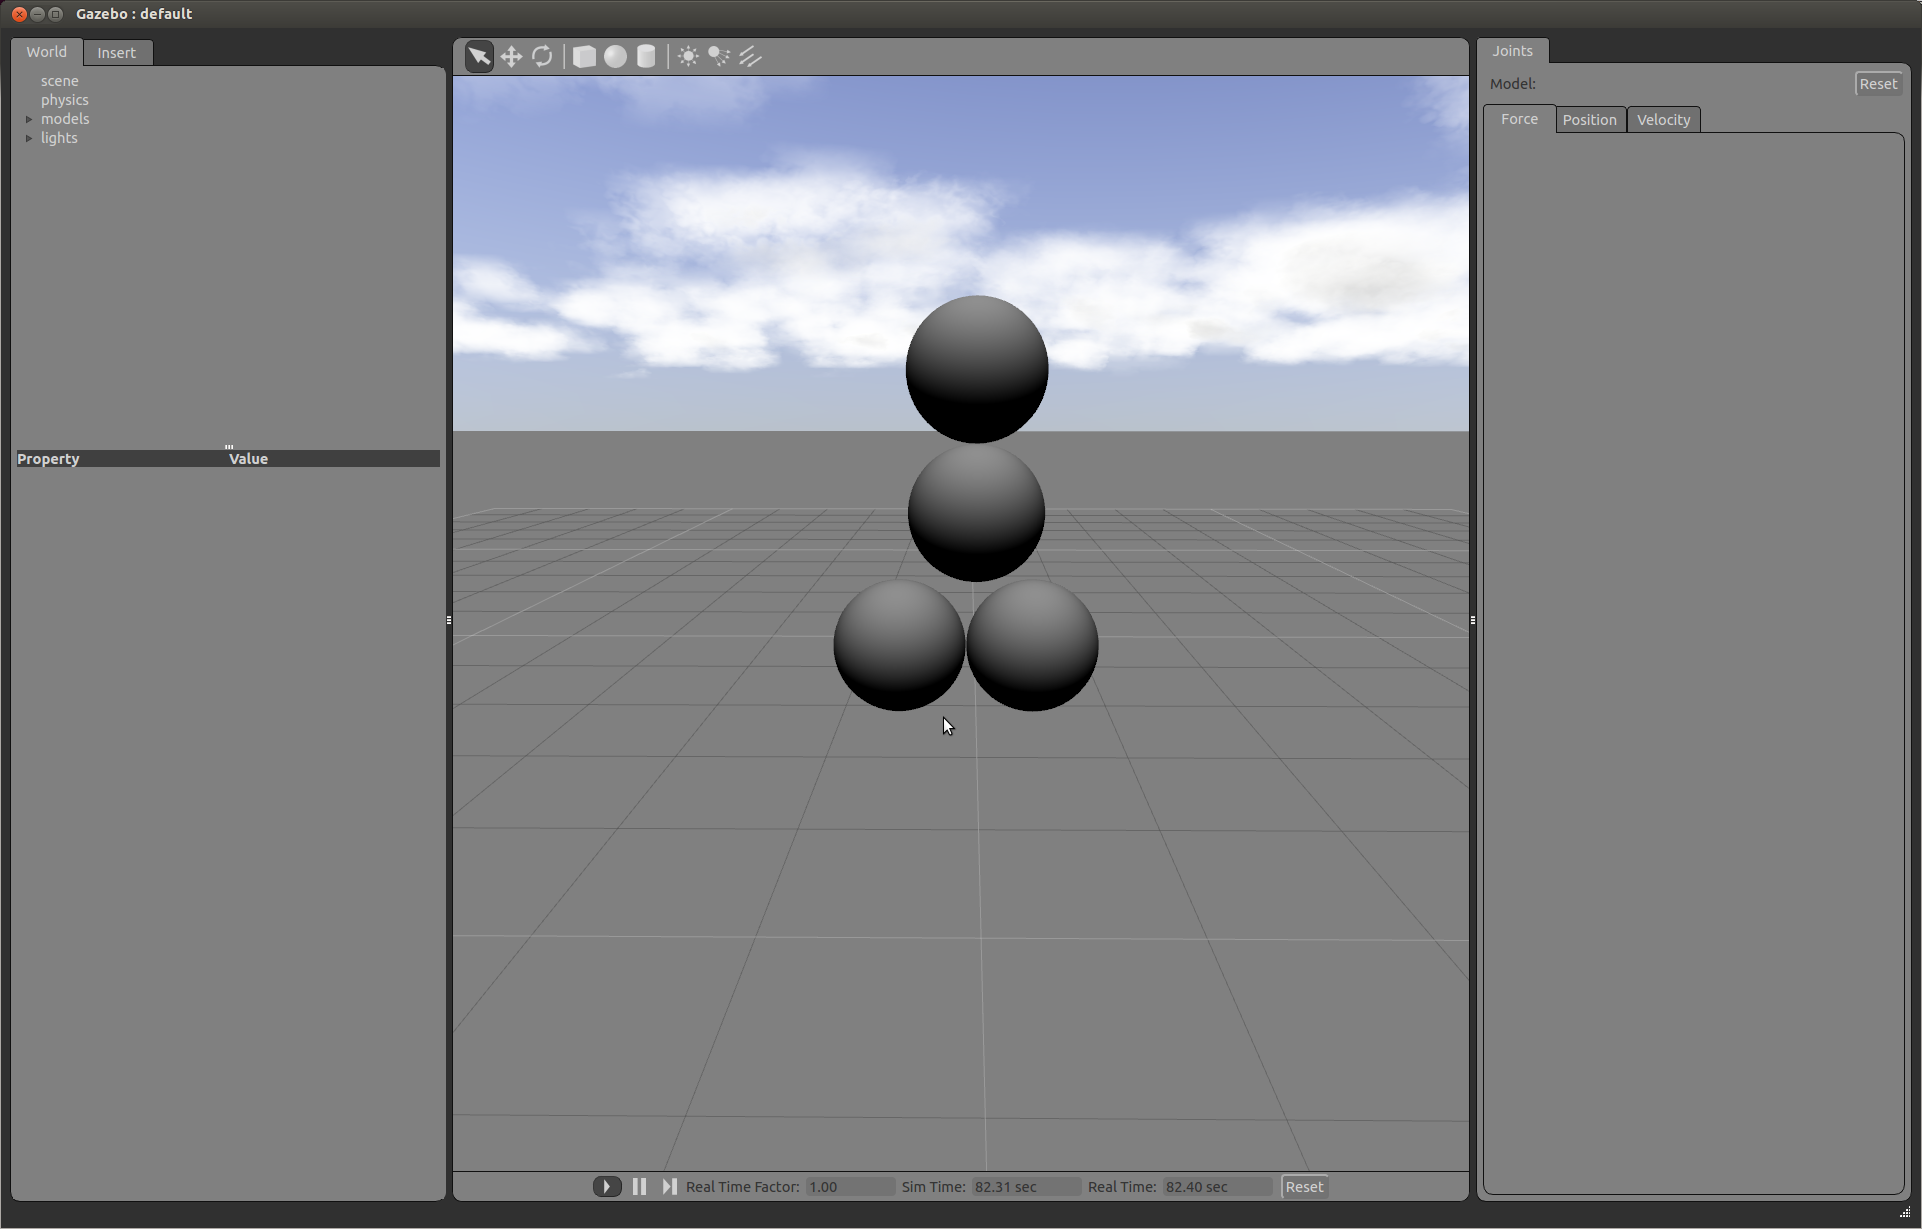 Gazebo : default
World Insert
scene
physics
models
lights
Property Value
Joints
Model: Reset
Force Position Velocity
Real Time Factor: 1.00 Sim Time: 82.31 sec Real Time: 82.40 sec Reset